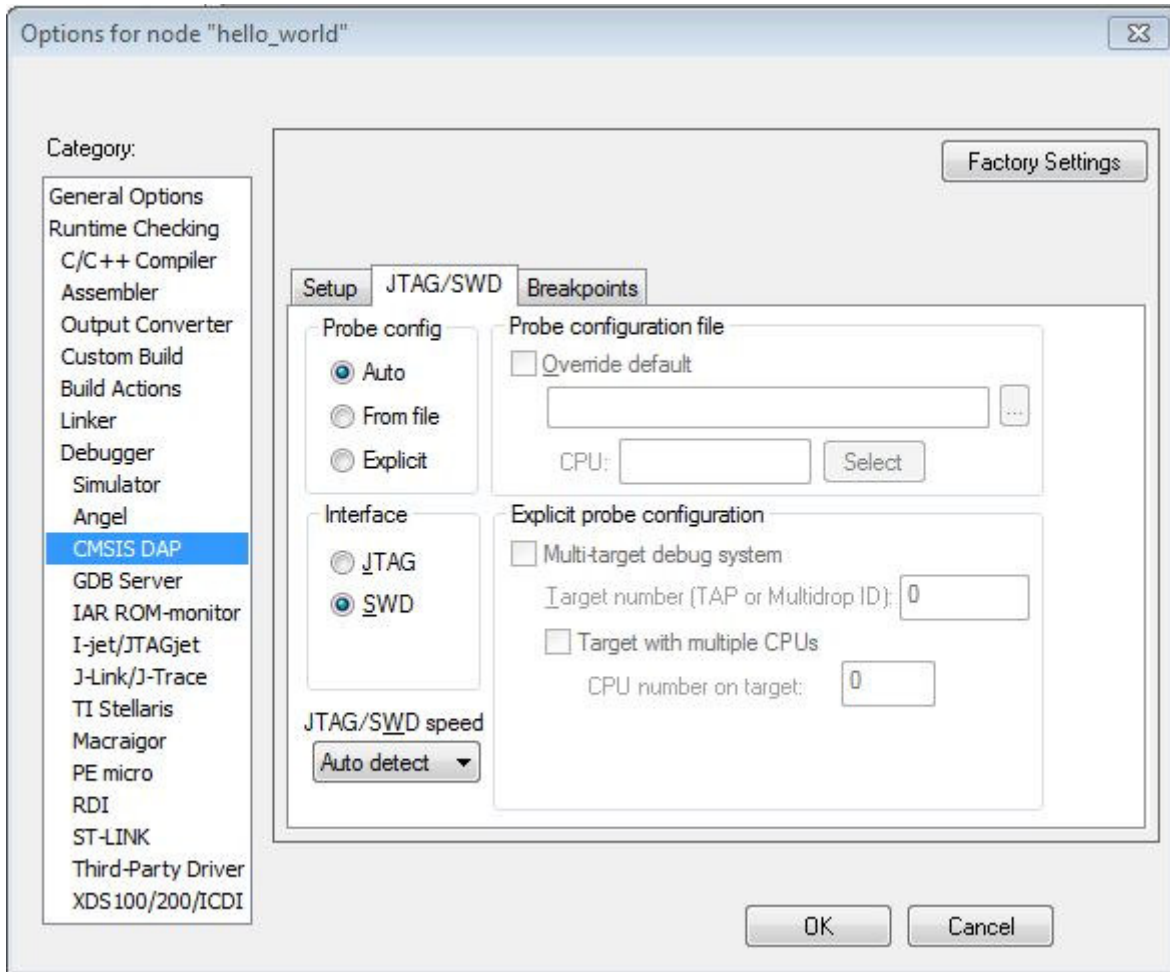 Options for node "hello_world"
Category:
General Options
Runtime Checking
C/C++ Compiler
Assembler
Output Converter
Custom Build
Build Actions
Linker
Debugger
Simulator
Angel
CMSIS DAP
GDB Server
IAR ROM-monitor
I-jet/JTAGjet
J-Link/J-Trace
TI Stellaris
Macraigor
PE micro
RDI
ST-LINK
Third-Party Driver
XDS100/200/ICDI
Factory Settings
Setup JTAG/SWD Breakpoints
Probe config
Auto
From file
Explicit
Probe configuration file
Override default
...
CPU: Select
Interface
JTAG
SWD
Explicit probe configuration
Multi-target debug system
Target number (TAP or Multidrop ID): 0
Target with multiple CPUs
CPU number on target: 0
JTAG/SWD speed
Auto detect
OK Cancel